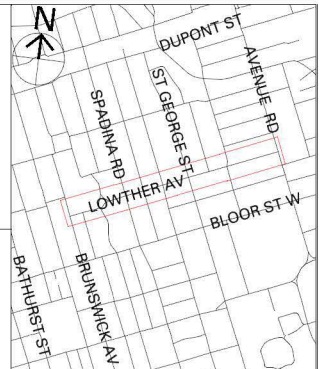 N
DUPONT ST
AVENUE RD
ST GEORGE ST
SPADINA RD
LOWTHER AV
BLOOR ST W
BRUNSWICK AV
BATHURST ST